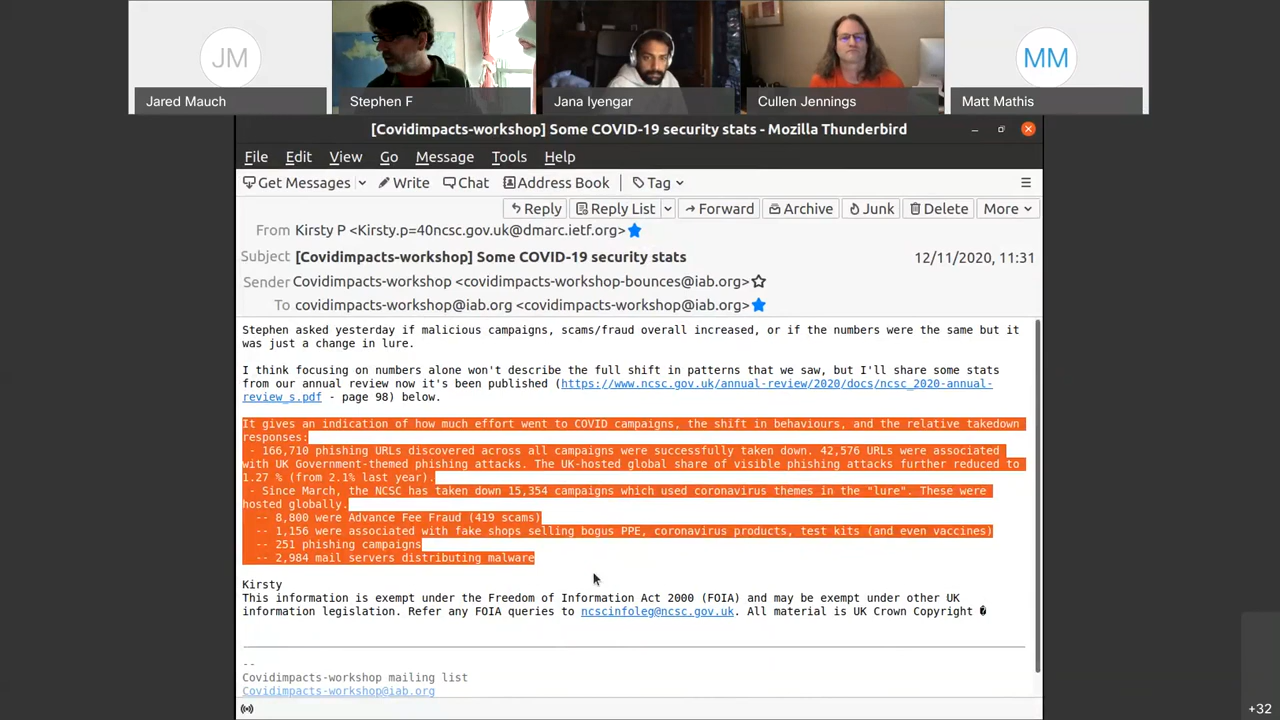 JM
MM
Jared Mauch
Stephen F
Jana Iyengar
Cullen Jennings
Matt Mathis
[Covidimpacts-workshop] Some COVID-19 security stats - Mozilla Thunderbird
File Edit View Go Message Tools Help
Get Messages Write Chat Address Book Tag
Reply Reply List Forward Archive Junk Delete More
From Kirsty P <Kirsty.p=40ncsc.gov.uk@dmarc.ietf.org>
Subject [Covidimpacts-workshop] Some COVID-19 security stats 12/11/2020, 11:31
Sender Covidimpacts-workshop <covidimpacts-workshop-bounces@iab.org>
To covidimpacts-workshop@iab.org <covidimpacts-workshop@iab.org>
Stephen asked yesterday if malicious campaigns, scams/fraud overall increased, or if the numbers were the same but it
was just a change in lure.
I think focusing on numbers alone won't describe the full shift in patterns that we saw, but I'll share some stats
from our annual review now it's been published (https://www.ncsc.gov.uk/annual-review/2020/docs/ncsc_2020-annual-
review_s.pdf - page 98) below.
It gives an indication of how much effort went to COVID campaigns, the shift in behaviours, and the relative takedown
responses:
- 166,710 phishing URLs discovered across all campaigns were successfully taken down. 42,576 URLs were associated
with UK Government-themed phishing attacks. The UK-hosted global share of visible phishing attacks further reduced to
1.27 % (from 2.1% last year).
- Since March, the NCSC has taken down 15,354 campaigns which used coronavirus themes in the "lure". These were
hosted globally.
-- 8,800 were Advance Fee Fraud (419 scams)
-- 1,156 were associated with fake shops selling bogus PPE, coronavirus products, test kits (and even vaccines)
-- 251 phishing campaigns
-- 2,984 mail servers distributing malware
Kirsty
This information is exempt under the Freedom of Information Act 2000 (FOIA) and may be exempt under other UK
information legislation. Refer any FOIA queries to ncscinfoleg@ncsc.gov.uk. All material is UK Crown Copyright �
--
Covidimpacts-workshop mailing list
Covidimpacts-workshop@iab.org
+32